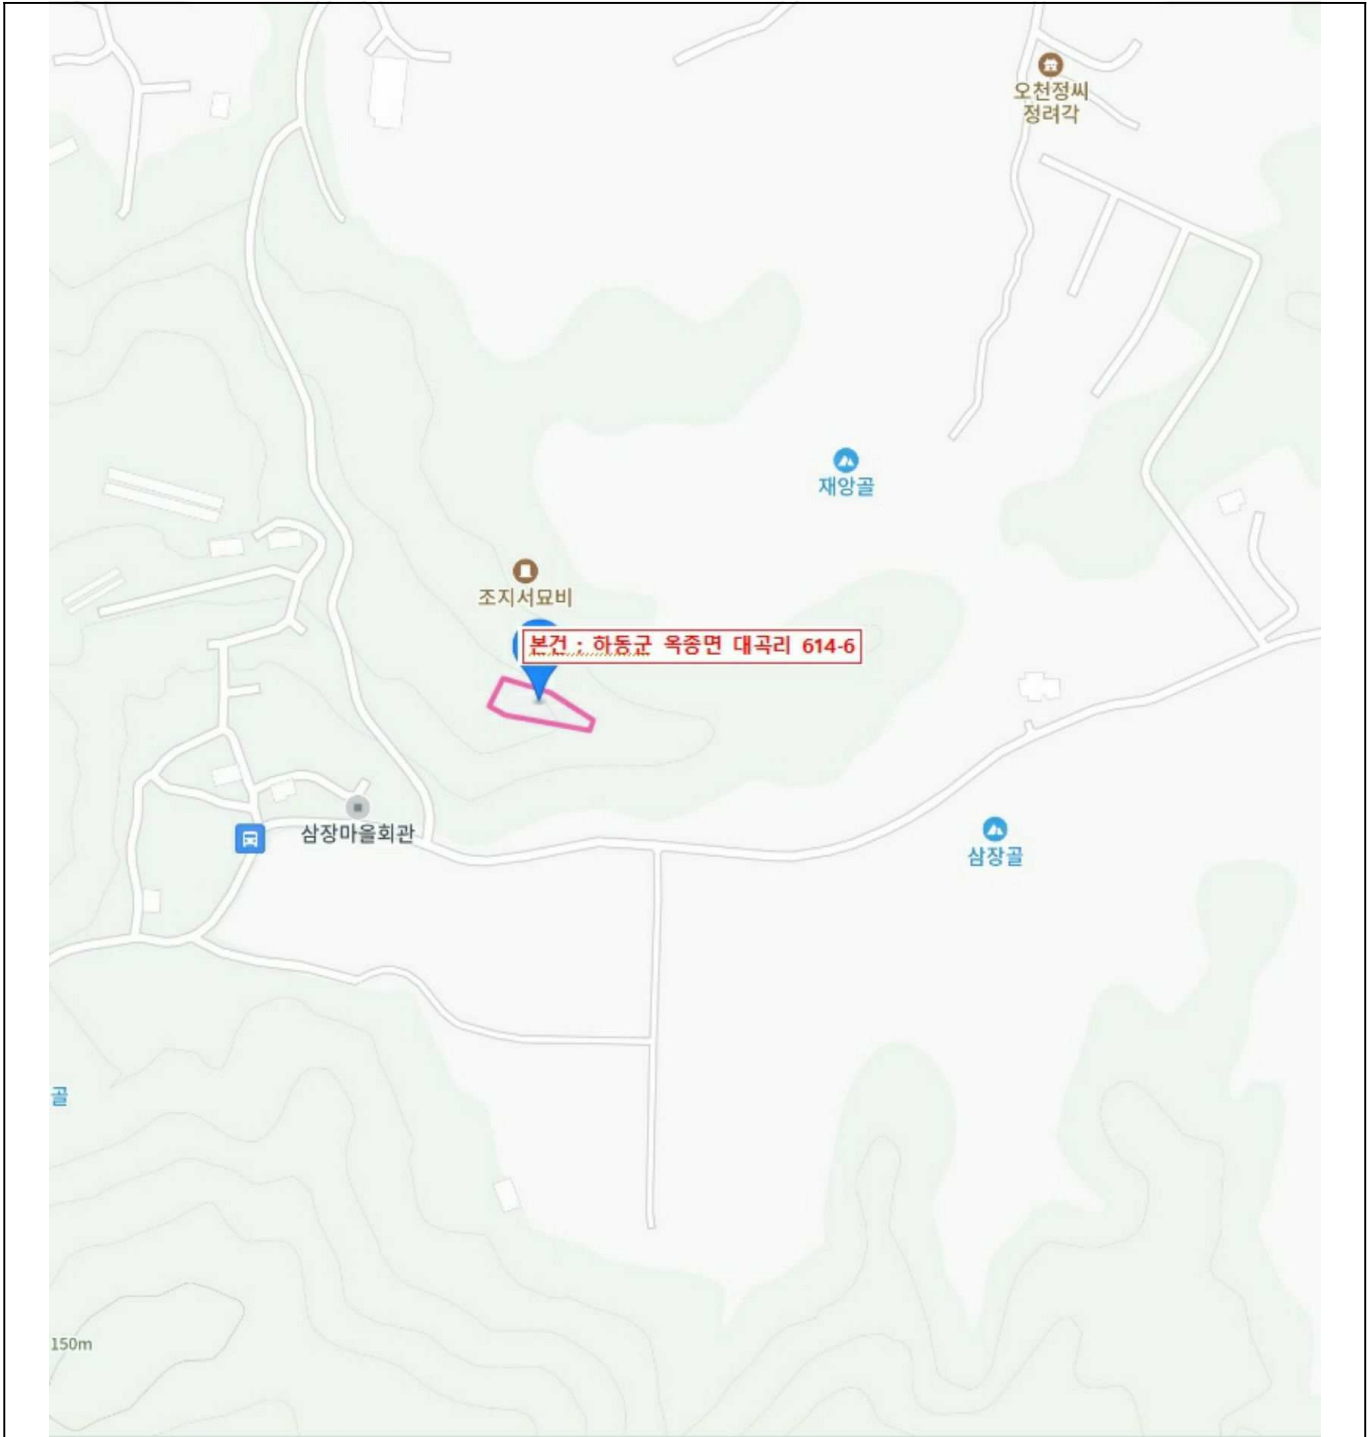 오천정씨
정려각
재앙골
조지서묘비
본건 : 하동군 옥종면 대곡리 614-6
삼장마을회관
삼장골
골
150m